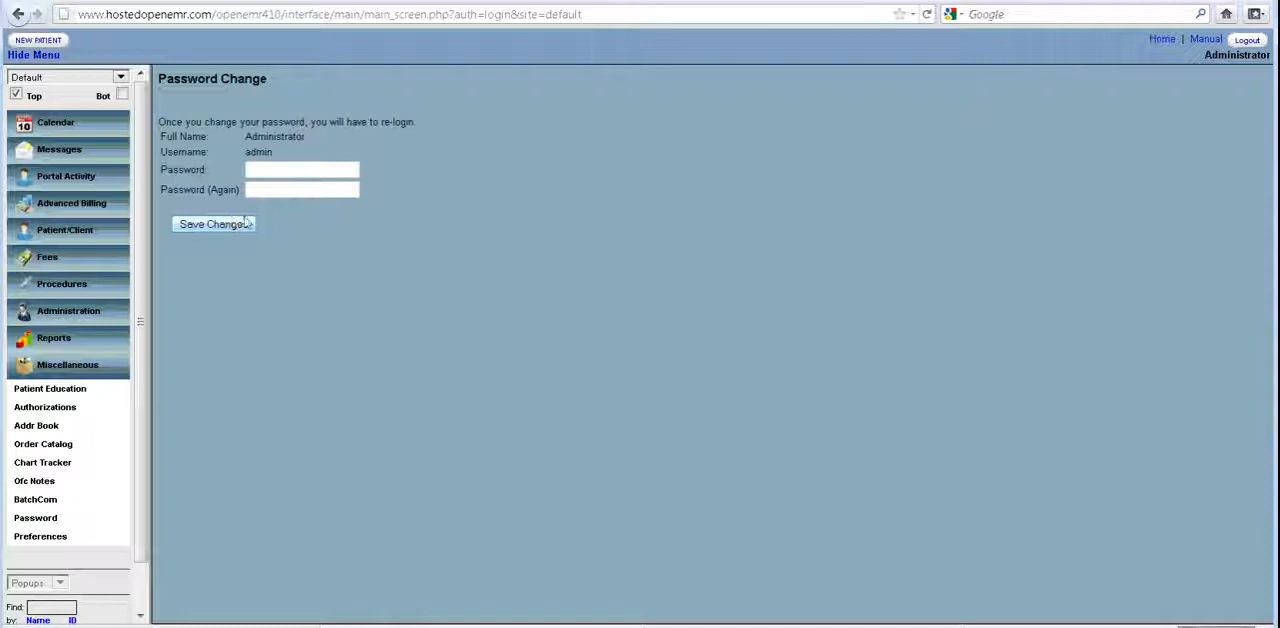 www.hostedopenemr.com/openemr410/interface/main/main_screen.php?auth=login&site=default
Google
NEW PATIENT
Hide Menu
Home | Manual Logout
Administrator
Default
Top Bot
Calendar
Messages
Portal Activity
Advanced Billing
Patient/Client
Fees
Procedures
Administration
Reports
Miscellaneous
Patient Education
Authorizations
Addr Book
Order Catalog
Chart Tracker
Ofc Notes
BatchCom
Password
Preferences
Popups
Find:
by: Name ID
Password Change
Once you change your password, you will have to re-login.
Full Name: Administrator
Username: admin
Password:
Password (Again):
Save Changes